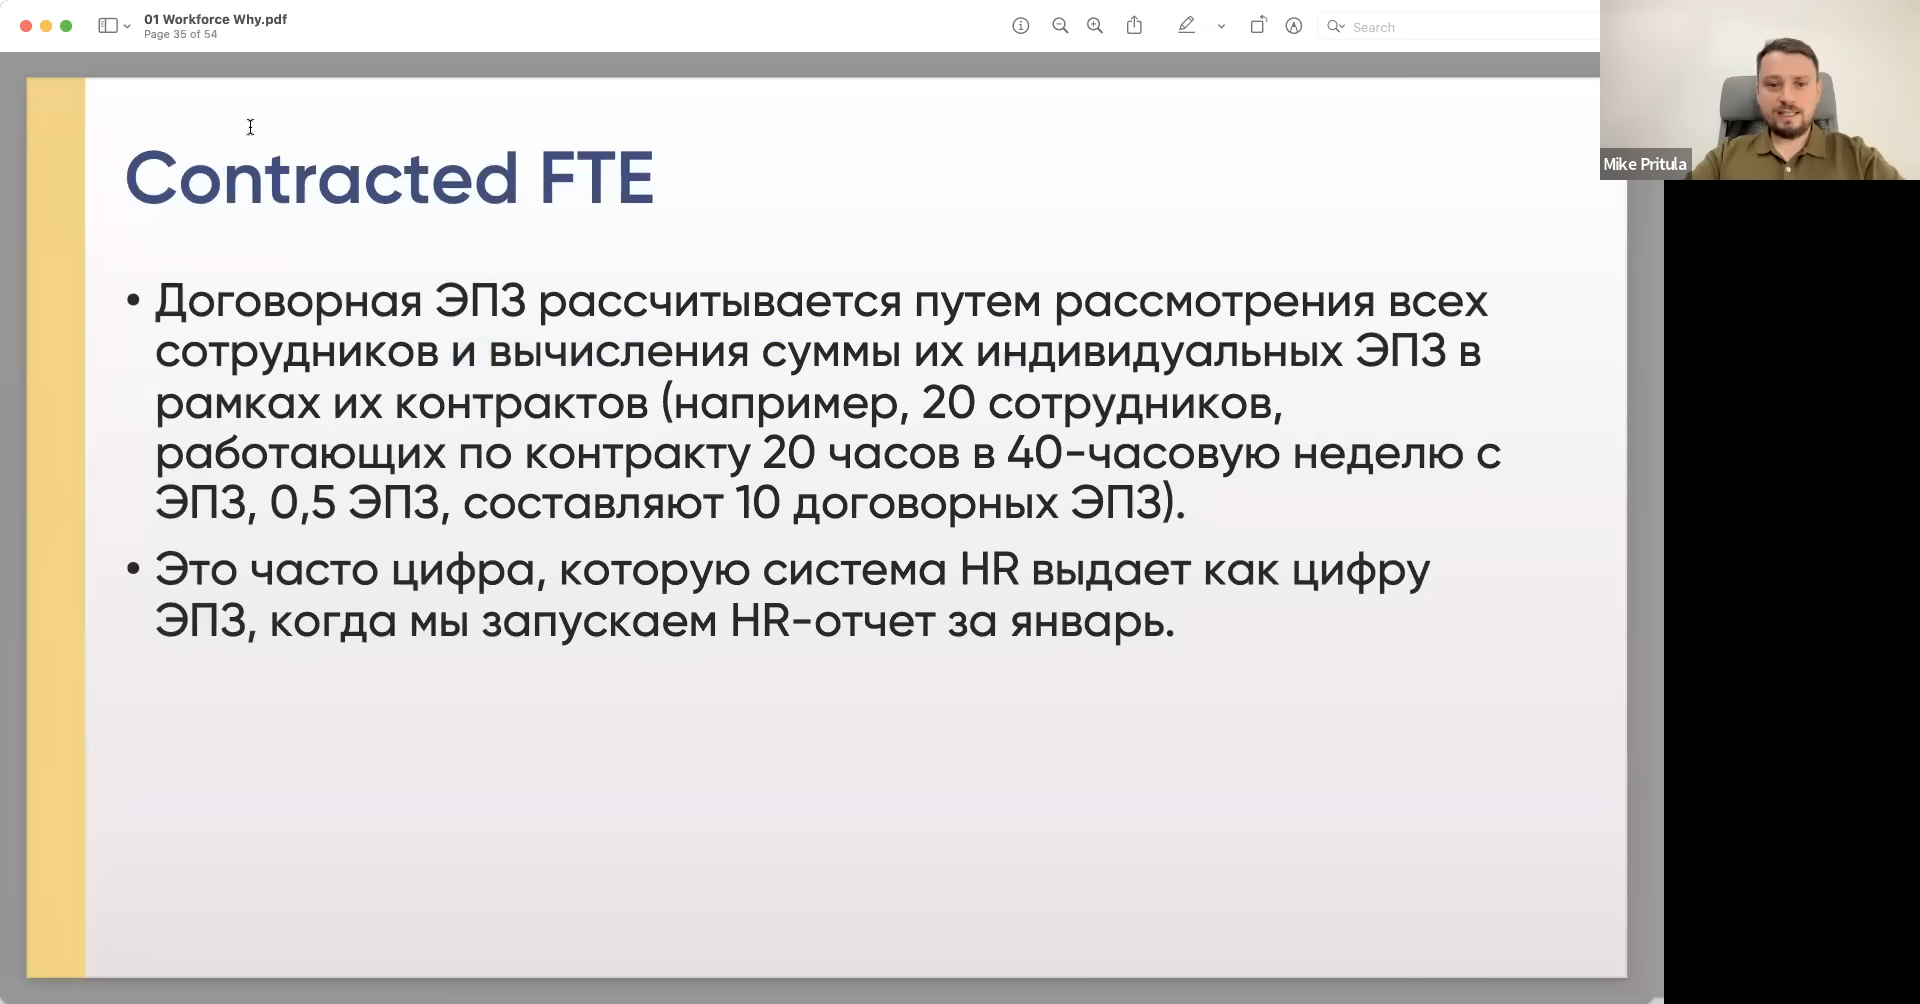 01 Workforce Why.pdf
Page 35 of 54
Search
Mike Pritula
Contracted FTE
• Договорная ЭПЗ рассчитывается путем рассмотрения всех
сотрудников и вычисления суммы их индивидуальных ЭПЗ в
рамках их контрактов (например, 20 сотрудников,
работающих по контракту 20 часов в 40-часовую неделю с
ЭПЗ, 0,5 ЭПЗ, составляют 10 договорных ЭПЗ).
• Это часто цифра, которую система HR выдает как цифру
ЭПЗ, когда мы запускаем HR-отчет за январь.